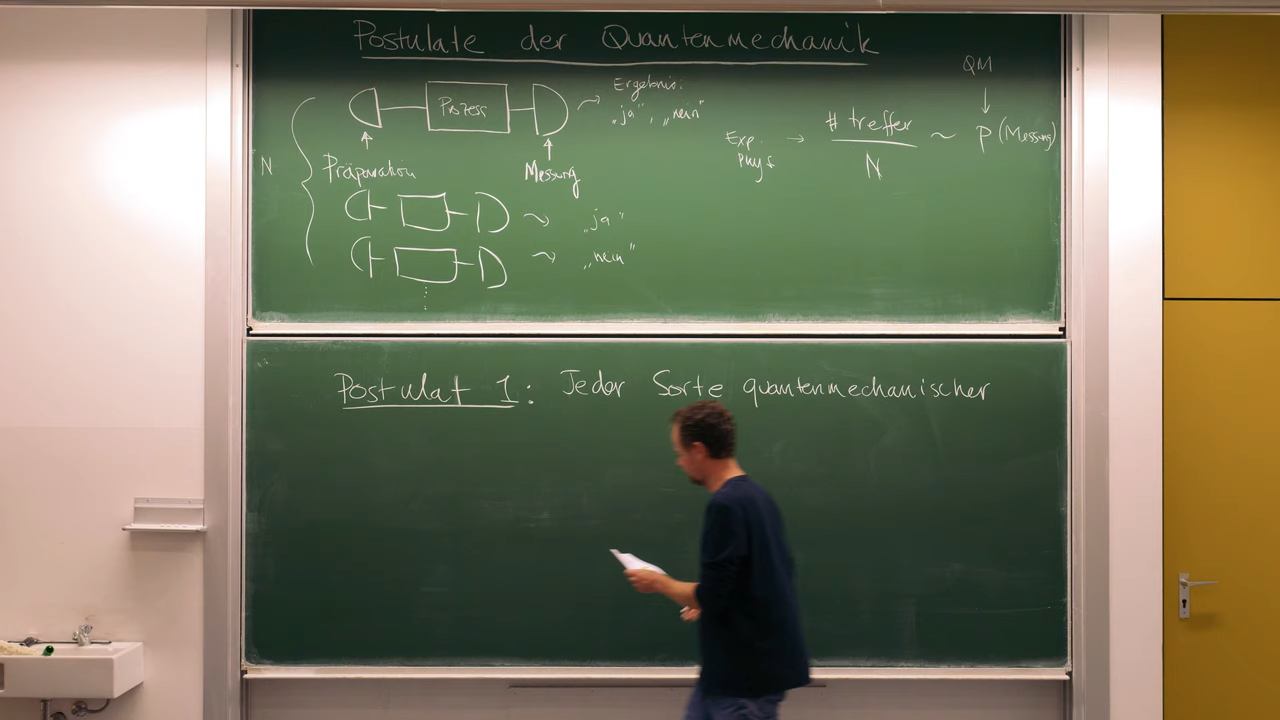 Postulate der Quantenmechanik
Prozess
Ergebnis:
„ja", „nein"
Präparation
Messung
N
„ja"
„nein"
QM
Exp.
Phys → # treffer / N ~ P (Messung)
Postulat 1: Jeder Sorte quantenmechanischer